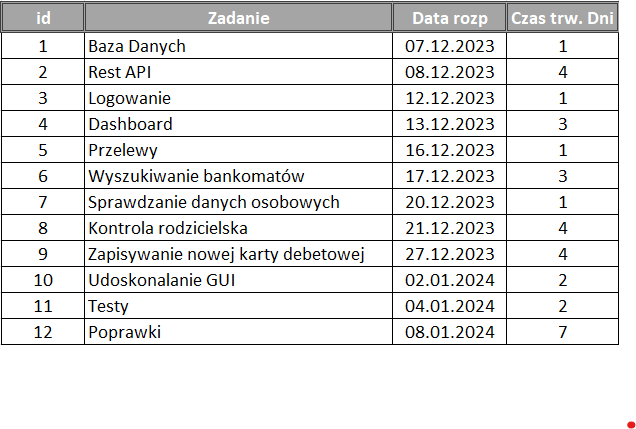 id Zadanie Data rozp Czas trw. Dni
1 Baza Danych 07.12.2023 1
2 Rest API 08.12.2023 4
3 Logowanie 12.12.2023 1
4 Dashboard 13.12.2023 3
5 Przelewy 16.12.2023 1
6 Wyszukiwanie bankomatów 17.12.2023 3
7 Sprawdzanie danych osobowych 20.12.2023 1
8 Kontrola rodzicielska 21.12.2023 4
9 Zapisywanie nowej karty debetowej 27.12.2023 4
10 Udoskonalanie GUI 02.01.2024 2
11 Testy 04.01.2024 2
12 Poprawki 08.01.2024 7